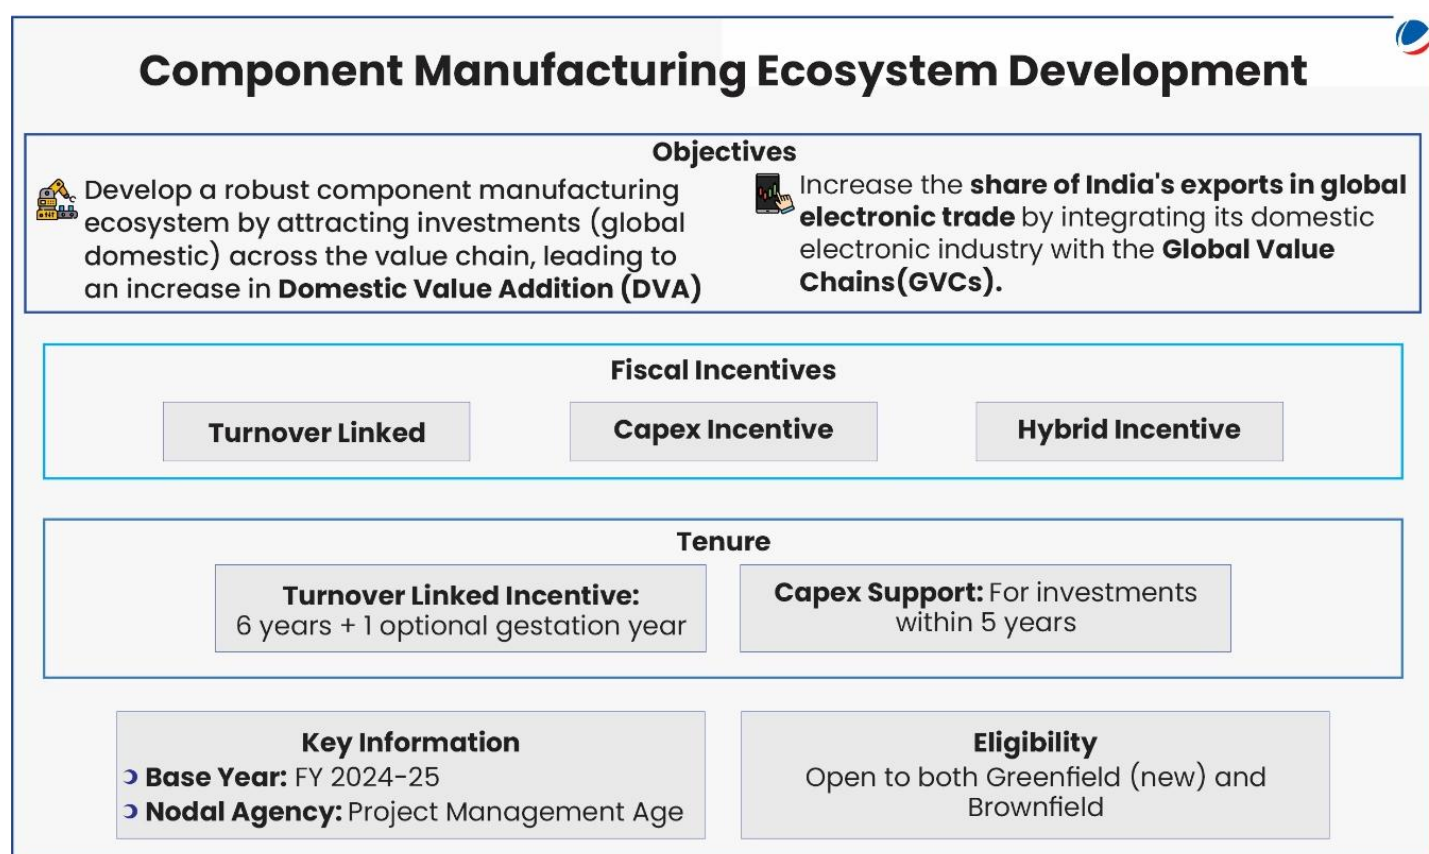 Component Manufacturing Ecosystem Development
Objectives
Develop a robust component manufacturing
ecosystem by attracting investments (global
domestic) across the value chain, leading to
an increase in Domestic Value Addition (DVA)
Increase the share of India's exports in global
electronic trade by integrating its domestic
electronic industry with the Global Value
Chains(GVCs).
Fiscal Incentives
Turnover Linked
Capex Incentive
Hybrid Incentive
Tenure
Turnover Linked Incentive:
6 years + 1 optional gestation year
Capex Support: For investments
within 5 years
Key Information
Base Year: FY 2024-25
Nodal Agency: Project Management Age
Eligibility
Open to both Greenfield (new) and
Brownfield